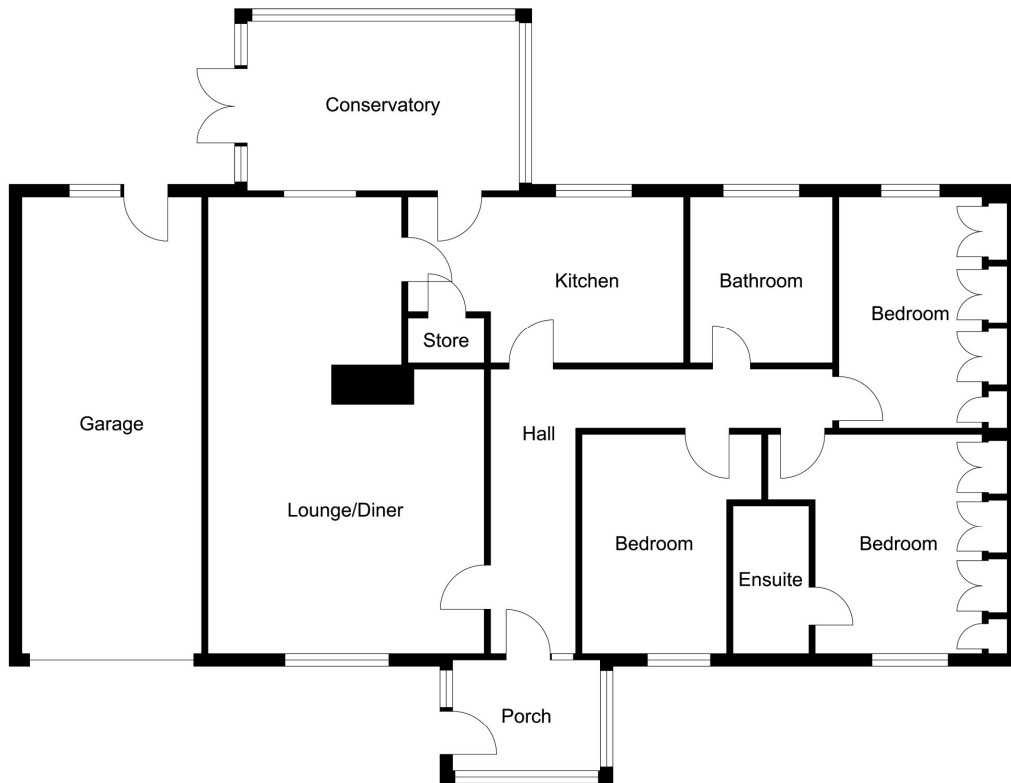 Conservatory
Kitchen
Bathroom
Bedroom
Store
Garage
Hall
Lounge/Diner
Bedroom
Bedroom
Ensuite
Porch